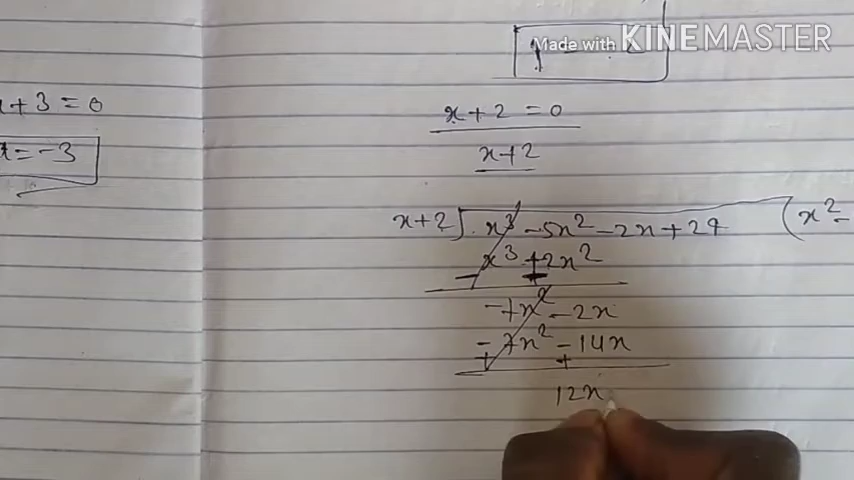 Made with KINEMASTER
x+3=0
x=-3
x+2=0
x+2
x+2) x³-5x²-2x+24 (x²-
x³+2x²
- -
-7x²-2x
-7x²-14x
+ +
12x